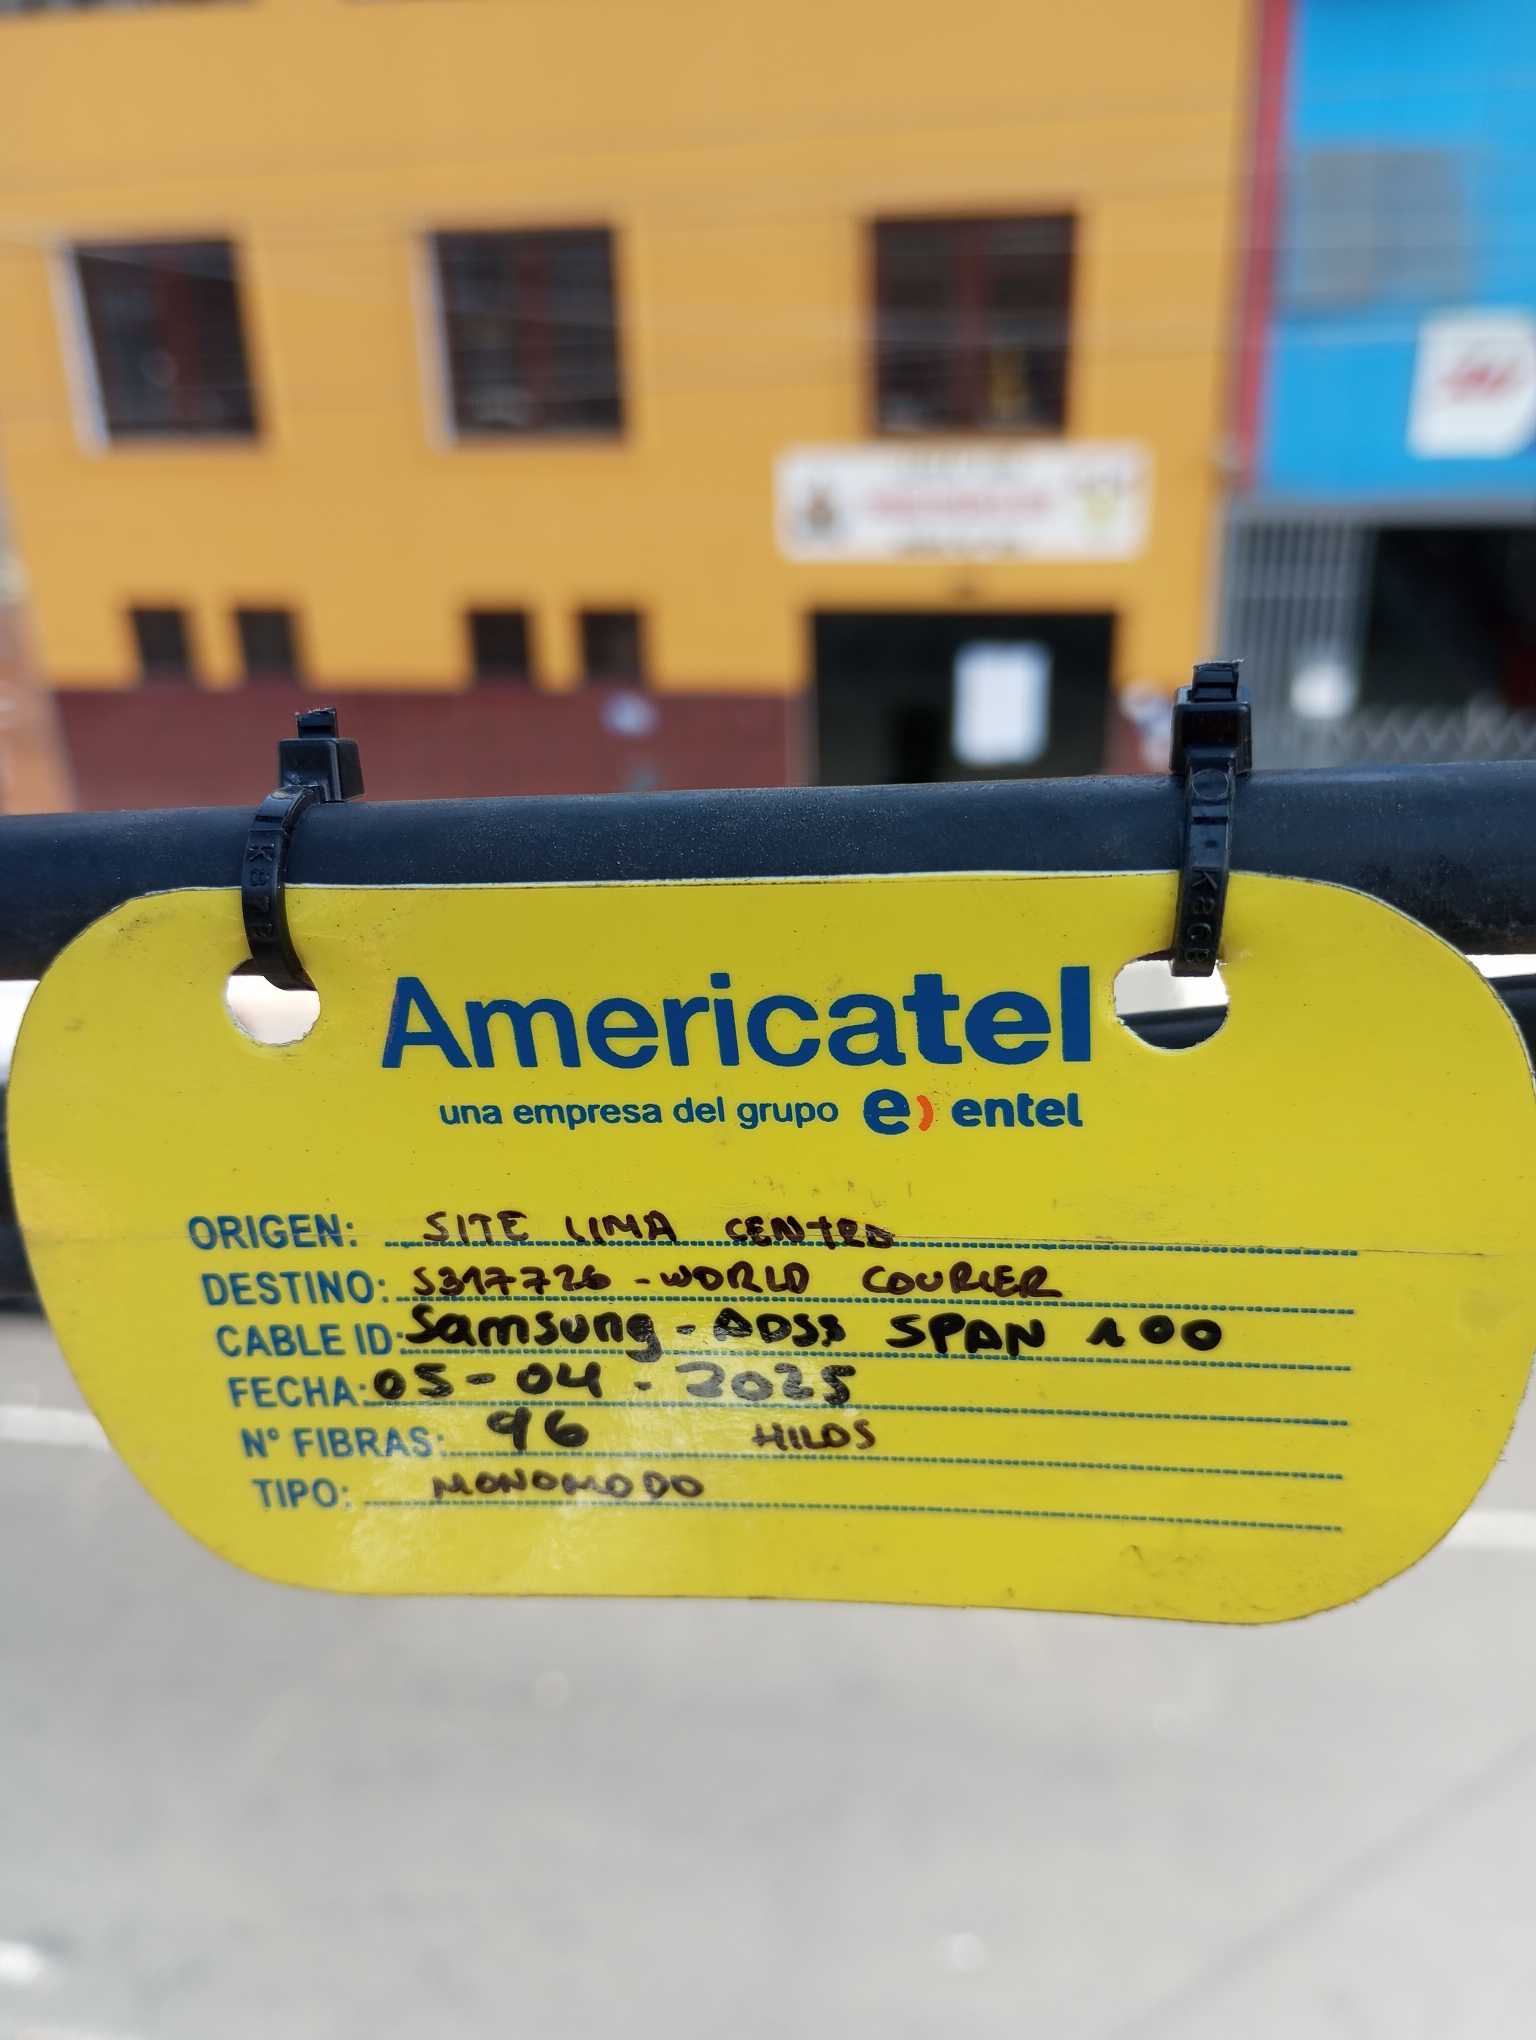 Americatel
una empresa del grupo e) entel
ORIGEN: SITE LIMA CENTRO
DESTINO: S317726 - WORLD COURIER
CABLE ID: Samsung - ADSS SPAN 100
FECHA: 05 - 04 - 2025
N° FIBRAS: 96 HILOS
TIPO: MONOMODO